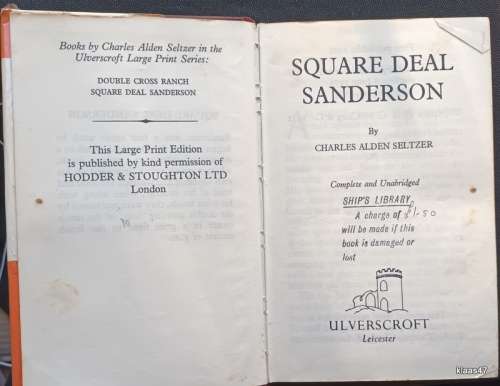 Books by Charles Alden Seltzer in the
Ulverscroft Large Print Series:
DOUBLE CROSS RANCH
SQUARE DEAL SANDERSON
This Large Print Edition
is published by kind permission of
HODDER & STOUGHTON LTD
London
SQUARE DEAL
SANDERSON
By
CHARLES ALDEN SELTZER
Complete and Unabridged
SHIP'S LIBRARY
A charge of $1-50
will be made if this
book is damaged or
lost
ULVERSCROFT
Leicester
klaas47